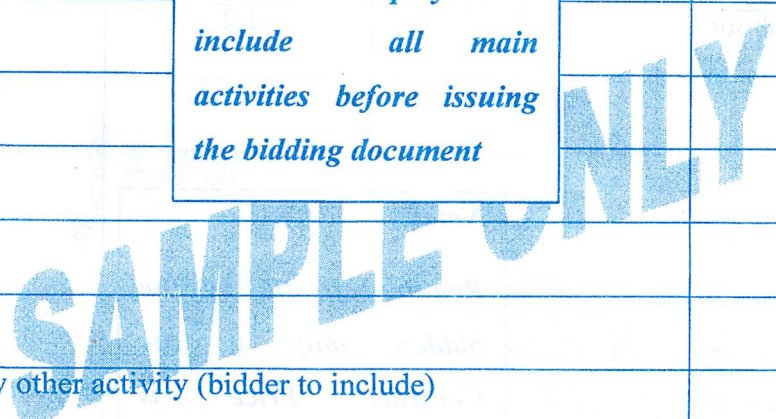 include all main
activities before issuing
the bidding document
SAMPLE ONLY
other activity (bidder to include)